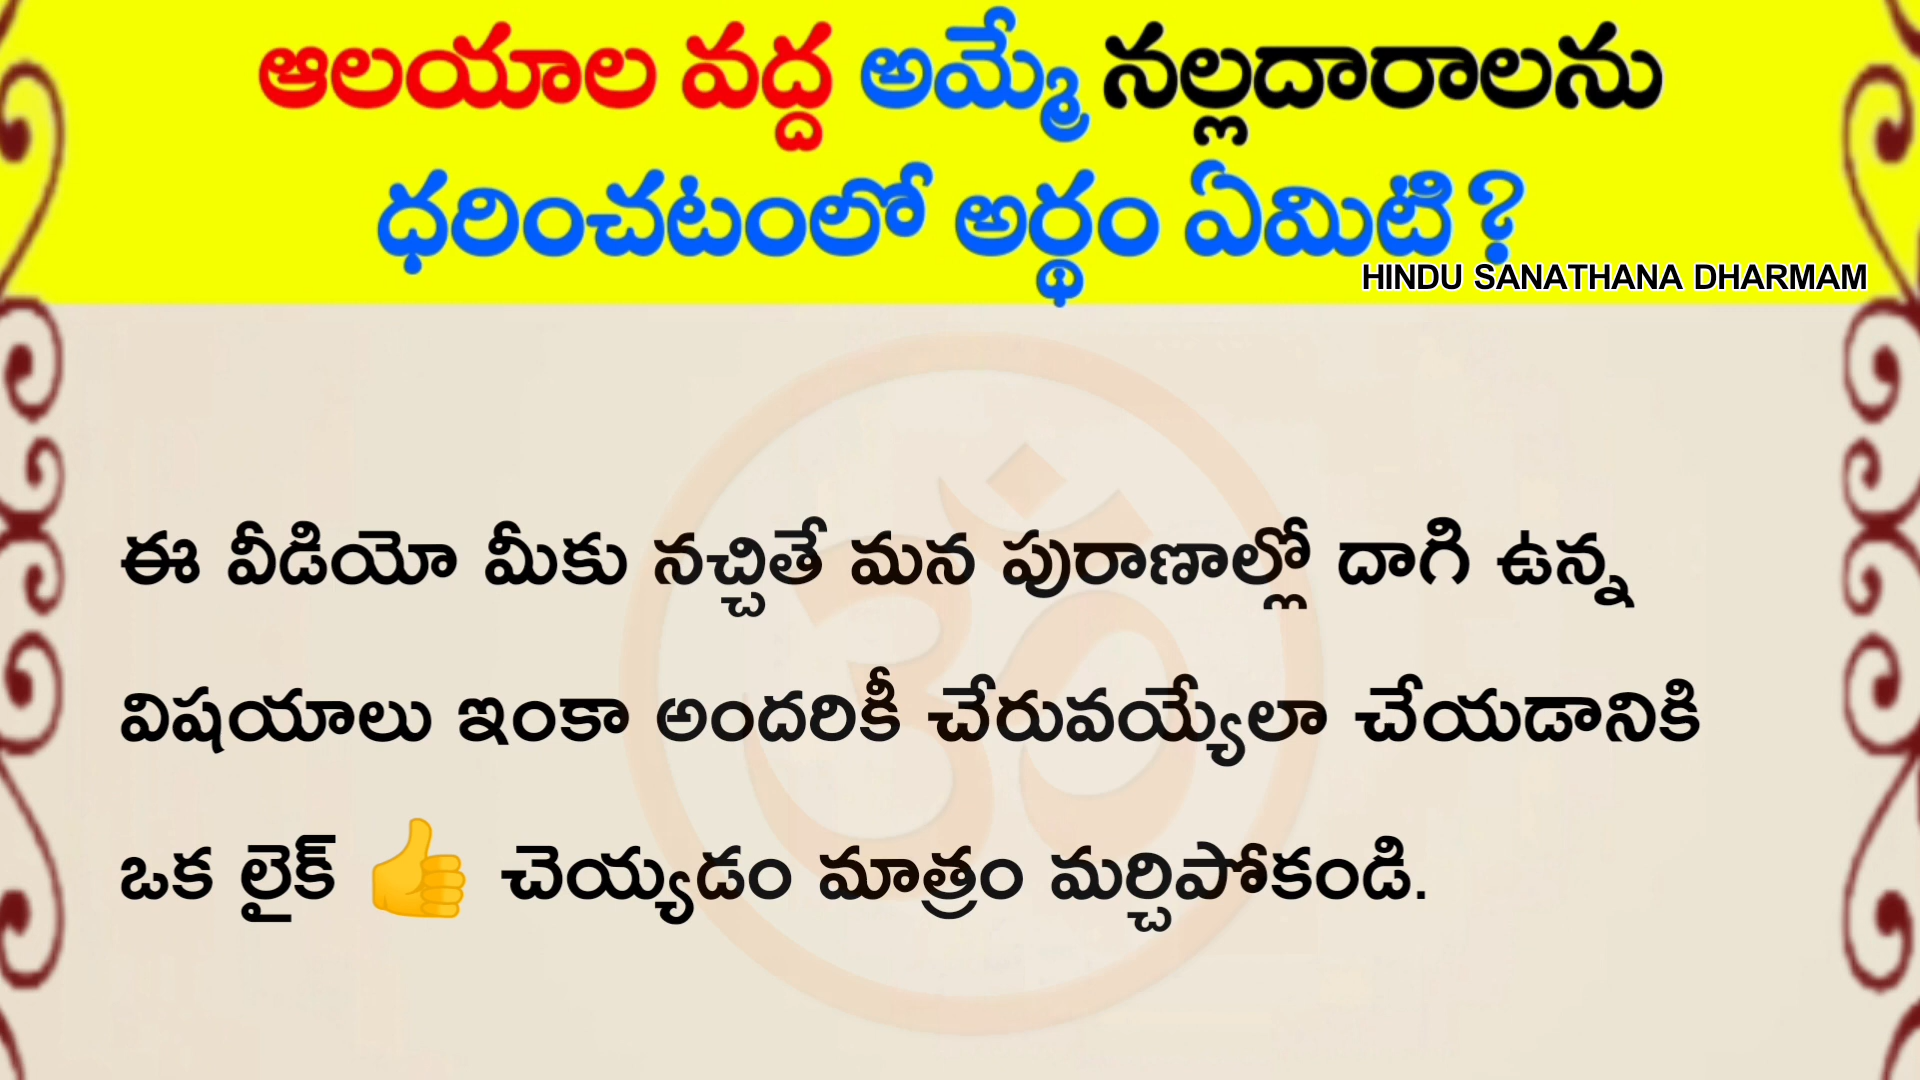 ఆలయాల వద్ద అమ్మే నల్లదారాలను
ధరించటంలో అర్థం ఏమిటి?
HINDU SANATHANA DHARMAM
ఈ వీడియో మీకు నచ్చితే మన పురాణాల్లో దాగి ఉన్న
విషయాలు ఇంకా అందరికీ చేరువయ్యేలా చేయడానికి
ఒక లైక్ 👍 చెయ్యడం మాత్రం మర్చిపోకండి.